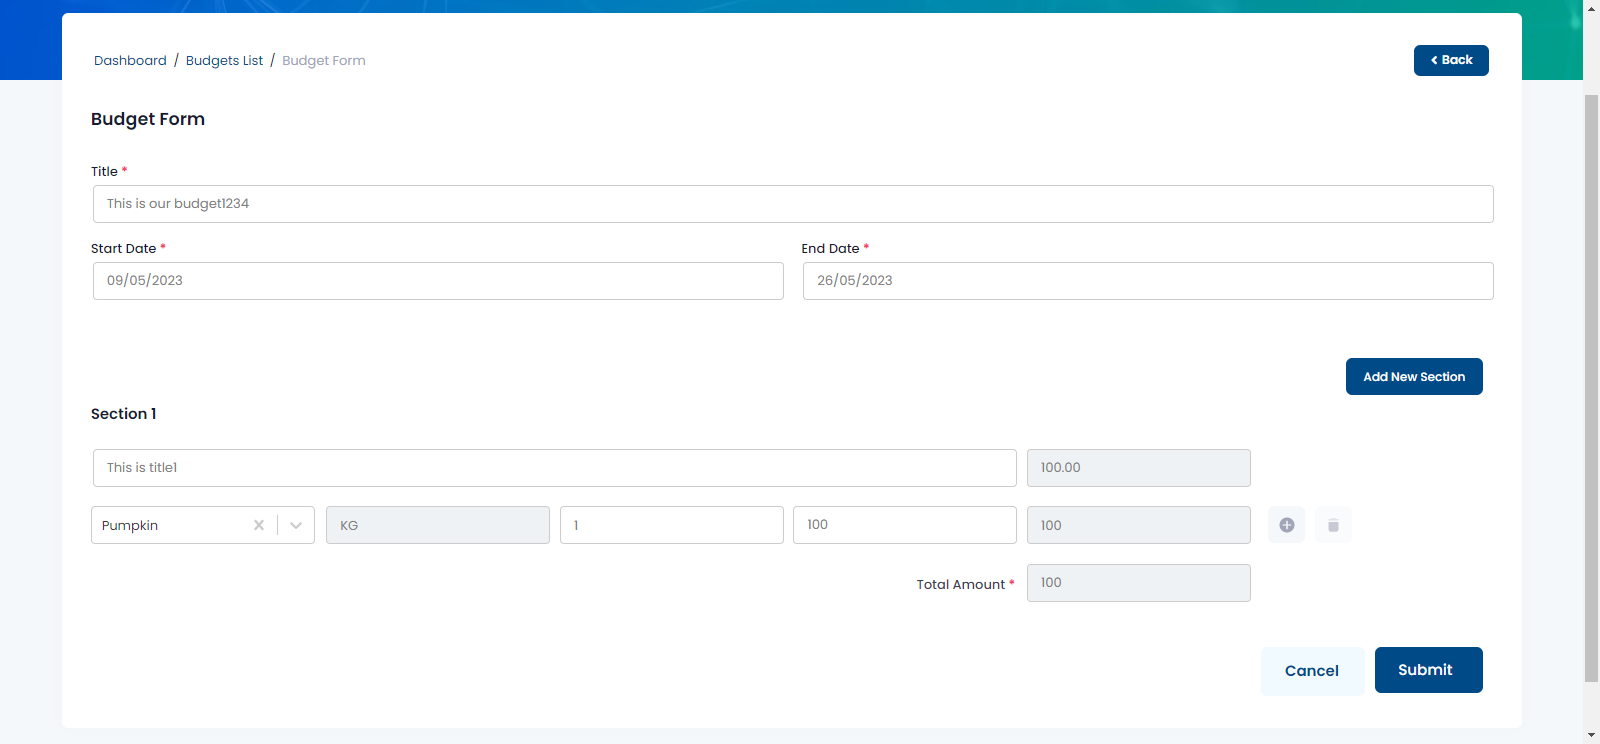 Dashboard / Budgets List / Budget Form
Back
Budget Form
Title *
This is our budget1234
Start Date *
End Date *
09/05/2023
26/05/2023
Add New Section
Section 1
This is title1
100.00
Pumpkin
KG
1
100
100
Total Amount *
100
Cancel
Submit